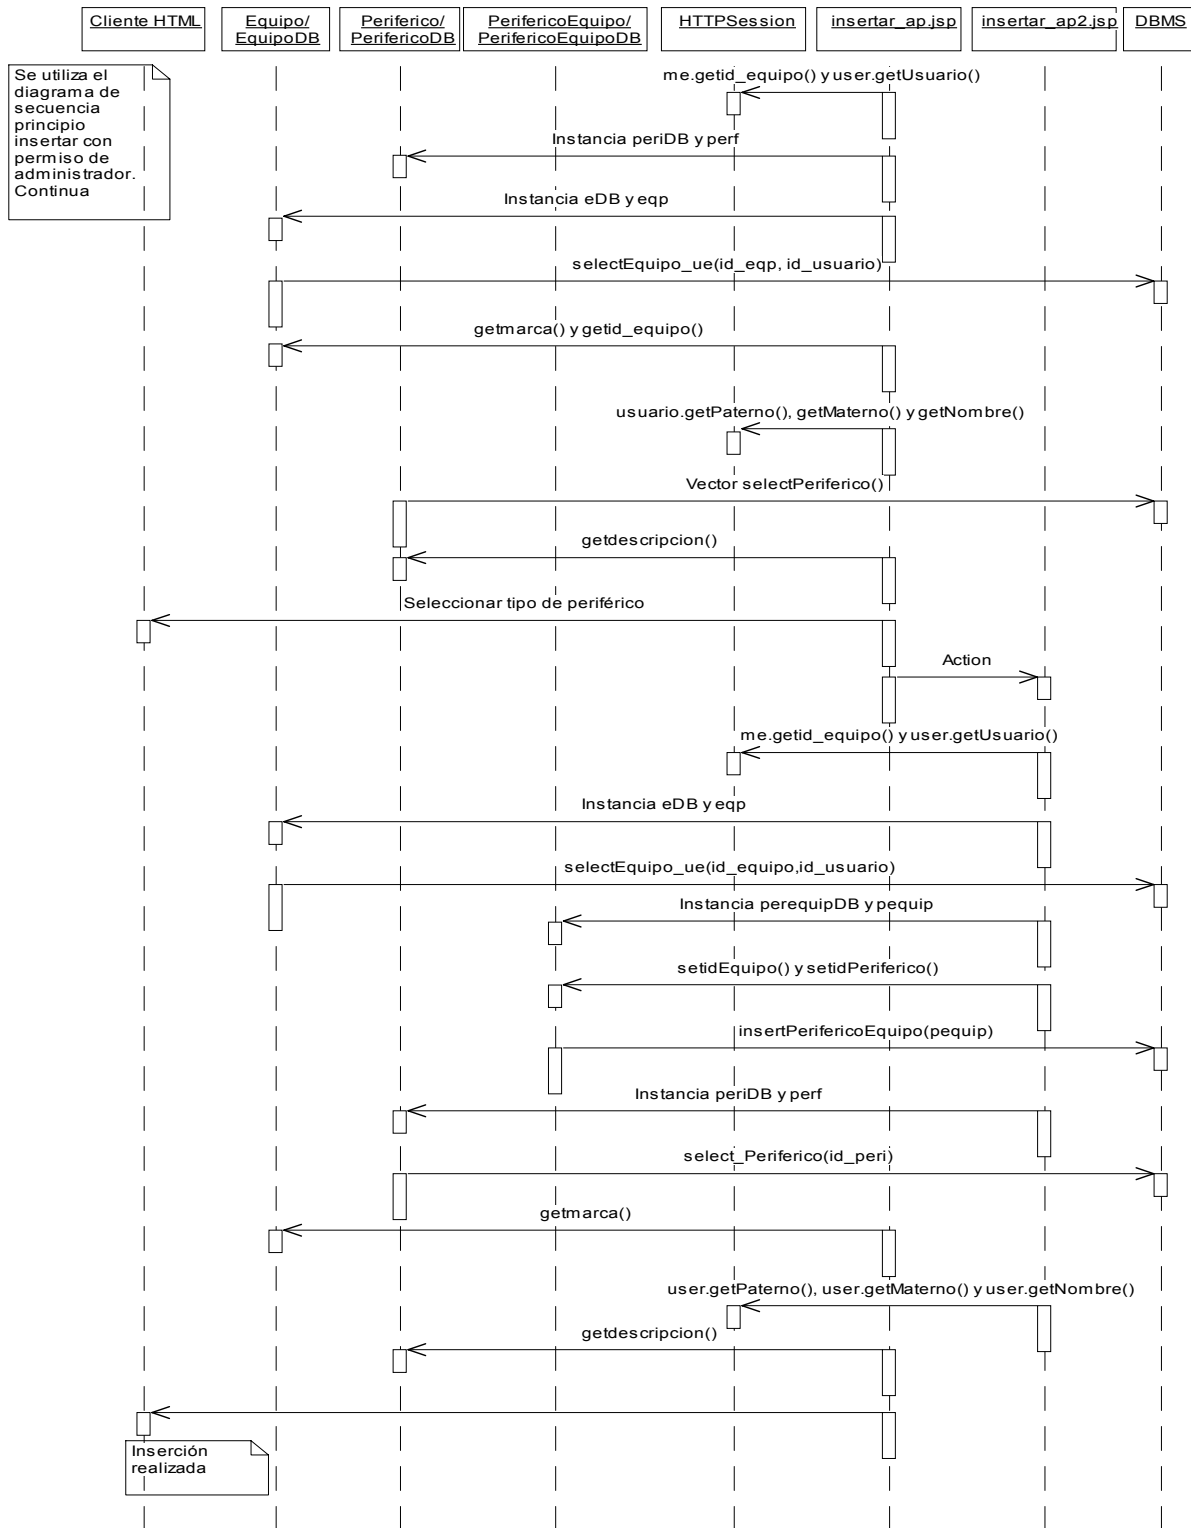 Cliente HTML
Equipo/
EquipoDB
Periferico/
PerifericoDB
PerifericoEquipo/
PerifericoEquipoDB
HTTPSession
insertar_ap.jsp
insertar_ap2.jsp
DBMS
Se utiliza el
diagrama de
secuencia
principio
insertar con
permiso de
administrador.
Continua
me.getid_equipo() y user.getUsuario()
Instancia periDB y perf
Instancia eDB y eqp
selectEquipo_ue(id_eqp, id_usuario)
getmarca() y getid_equipo()
usuario.getPaterno(), getMaterno() y getNombre()
Vector selectPeriferico()
getdescripcion()
Seleccionar tipo de periférico
Action
me.getid_equipo() y user.getUsuario()
Instancia eDB y eqp
selectEquipo_ue(id_equipo,id_usuario)
Instancia perequipDB y pequip
setidEquipo() y setidPeriferico()
insertPerifericoEquipo(pequip)
Instancia periDB y perf
select_Periferico(id_peri)
getmarca()
user.getPaterno(), user.getMaterno() y user.getNombre()
getdescripcion()
Inserción
realizada